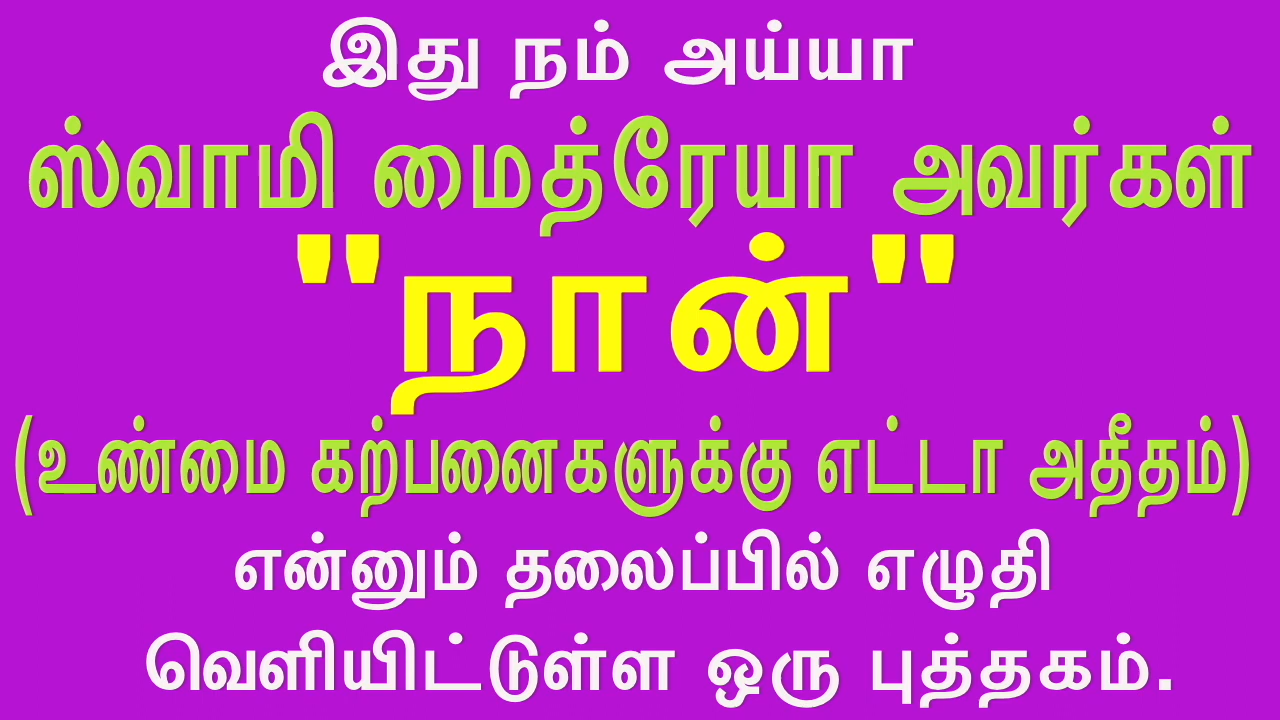 இது நம் அய்யா
ஸ்வாமி மைத்ரேயா அவர்கள்
"நான்"
(உண்மை கற்பனைகளுக்கு எட்டா அதீதம்)
என்னும் தலைப்பில் எழுதி
வெளியிட்டுள்ள ஒரு புத்தகம்.